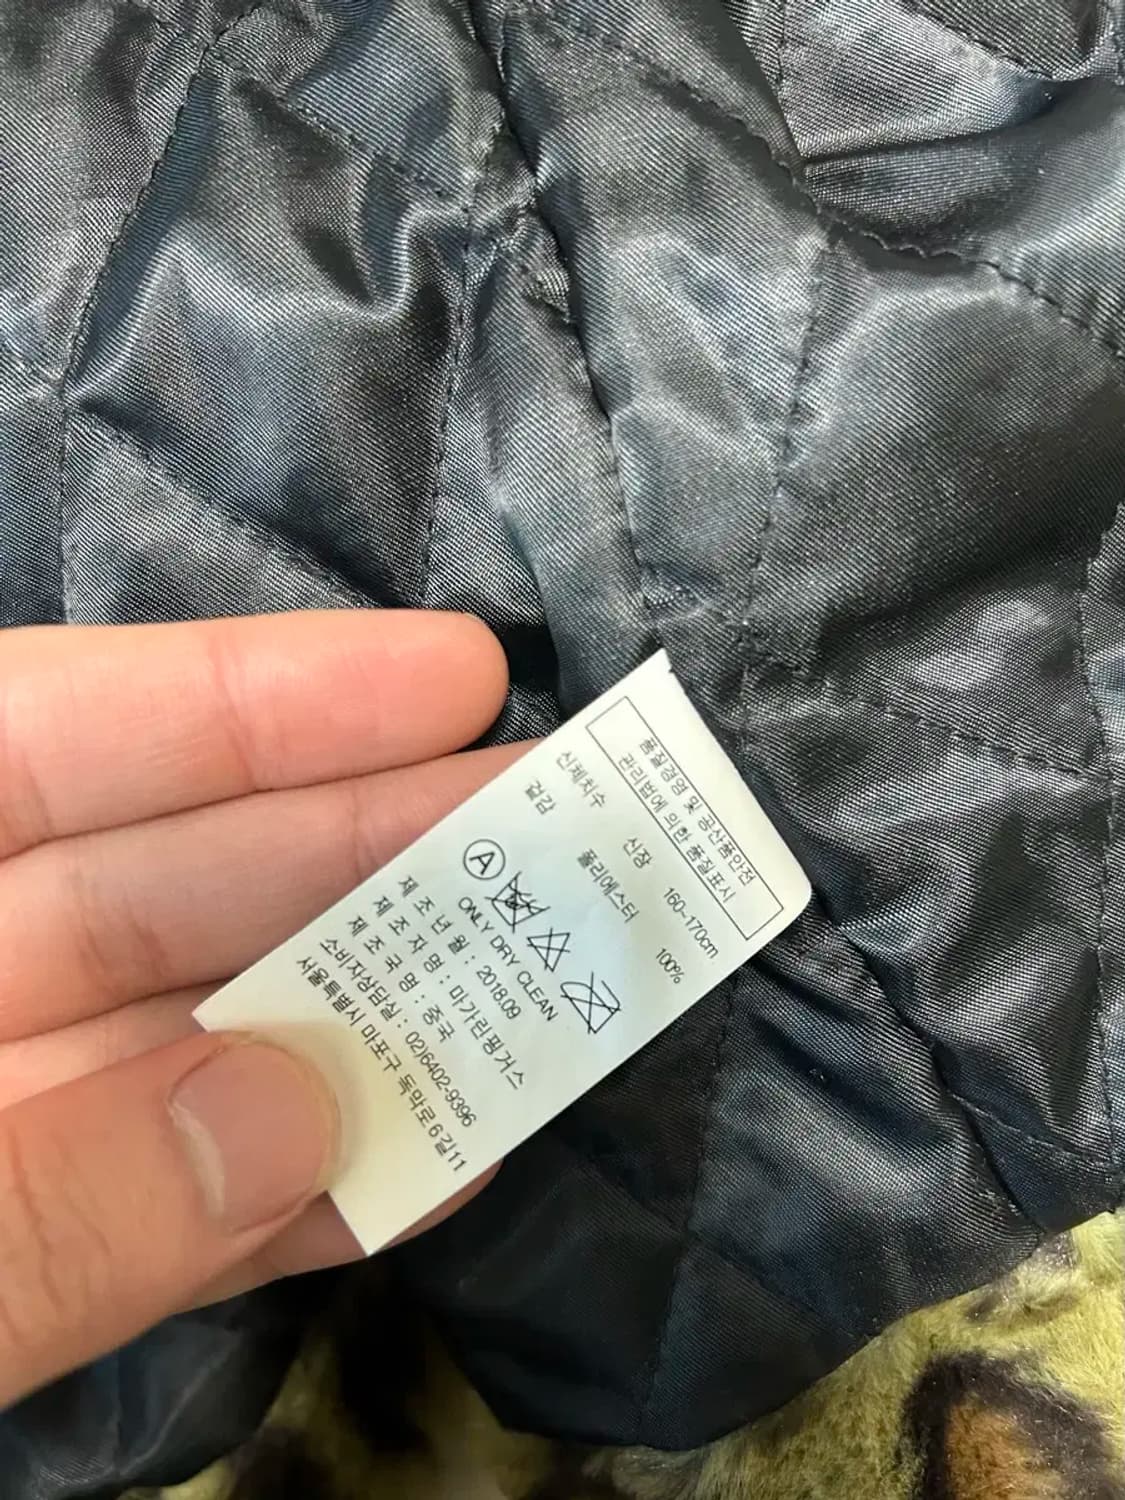 품질경영 및 공산품안전
관리법에 의한 품질표시
신체치수 신장 160~170cm
겉감 폴리에스터 100%
A
ONLY DRY CLEAN
제 조 년 월 : 2018.09
제 조 자 명 : 마가린핑거스
제 조 국 명 : 중국
소비자상담실 : 02)6402-9396
서울특별시 마포구 독막로6길11